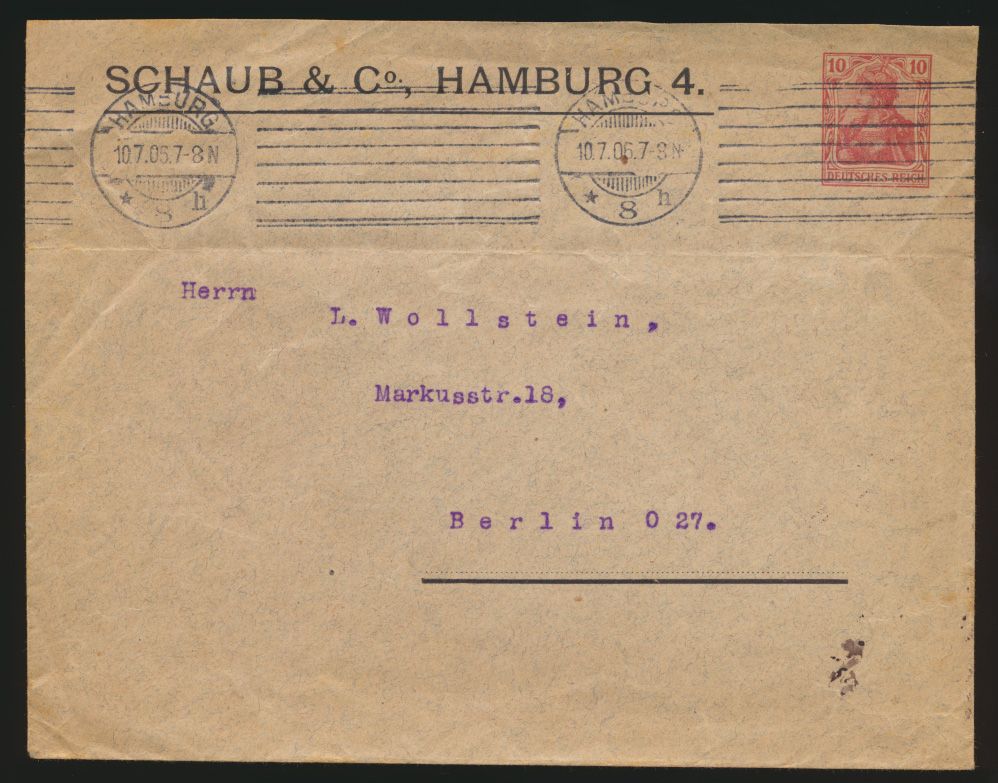 SCHAUB & Co., HAMBURG 4.
10 10
DEUTSCHES REICH
HAMBURG
10.7.06.7-8N
* 8 h
HAMBURG
10.7.06.7-8N
* 8 h
Herrn
L. Wollstein,
Markusstr.18,
Berlin O 27.